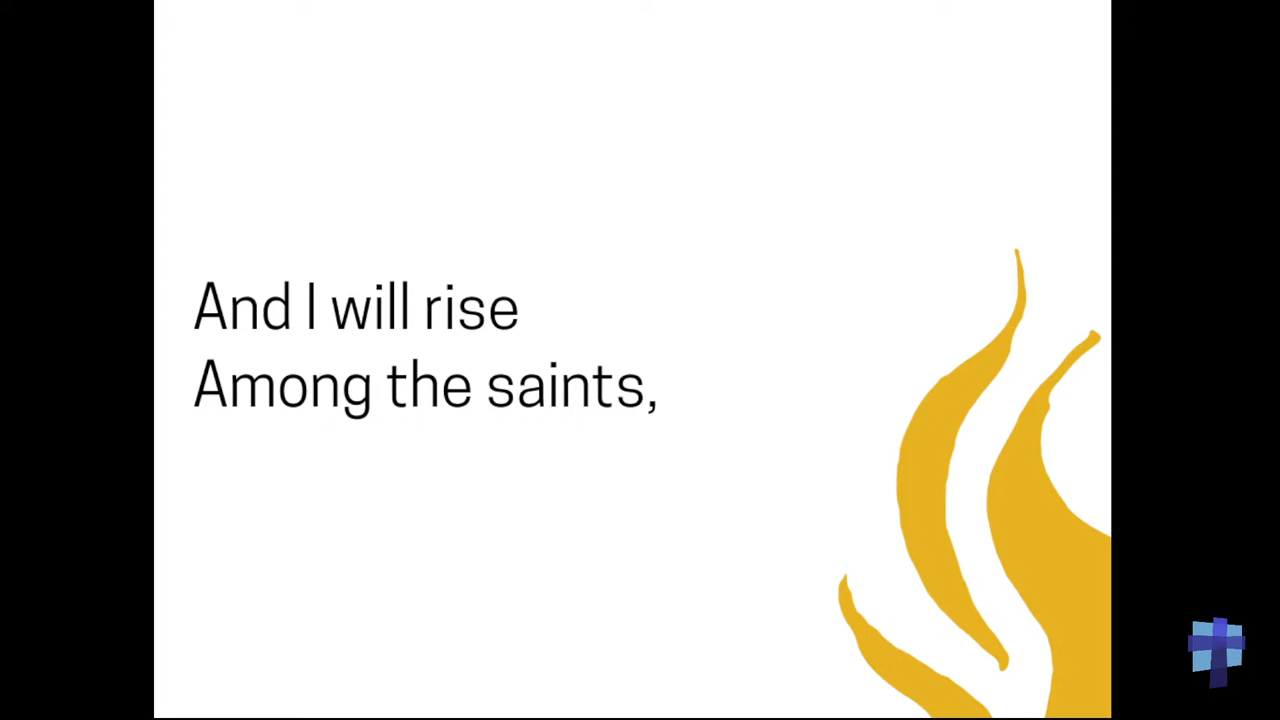 And I will rise
Among the saints,